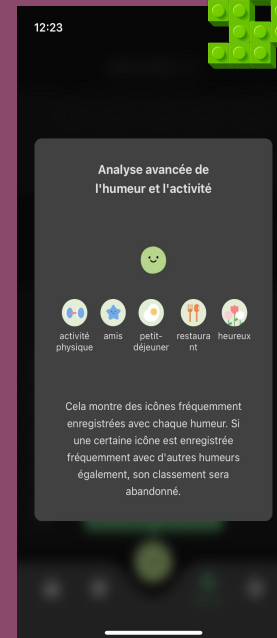 12:23
Analyse avancée de
l'humeur et l'activité
activité
physique
amis
petit-
déjeuner
restaura
nt
heureux
Cela montre des icônes fréquemment
enregistrées avec chaque humeur. Si
une certaine icône est enregistrée
fréquemment avec d'autres humeurs
également, son classement sera
abandonné.